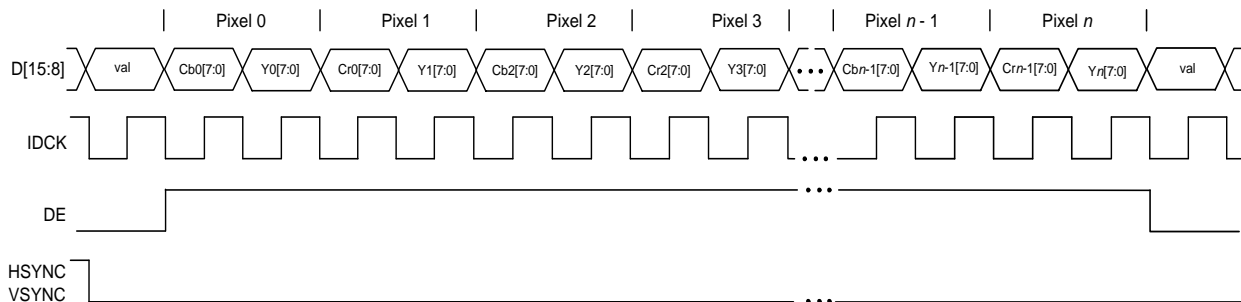 Pixel 0 Pixel 1 Pixel 2 Pixel 3 Pixel n - 1 Pixel n
D[15:8] val Cb0[7:0] Y0[7:0] Cr0[7:0] Y1[7:0] Cb2[7:0] Y2[7:0] Cr2[7:0] Y3[7:0] ... Cbn-1[7:0] Yn-1[7:0] Crn-1[7:0] Yn[7:0] val
IDCK ...
DE ...
HSYNC
VSYNC ...